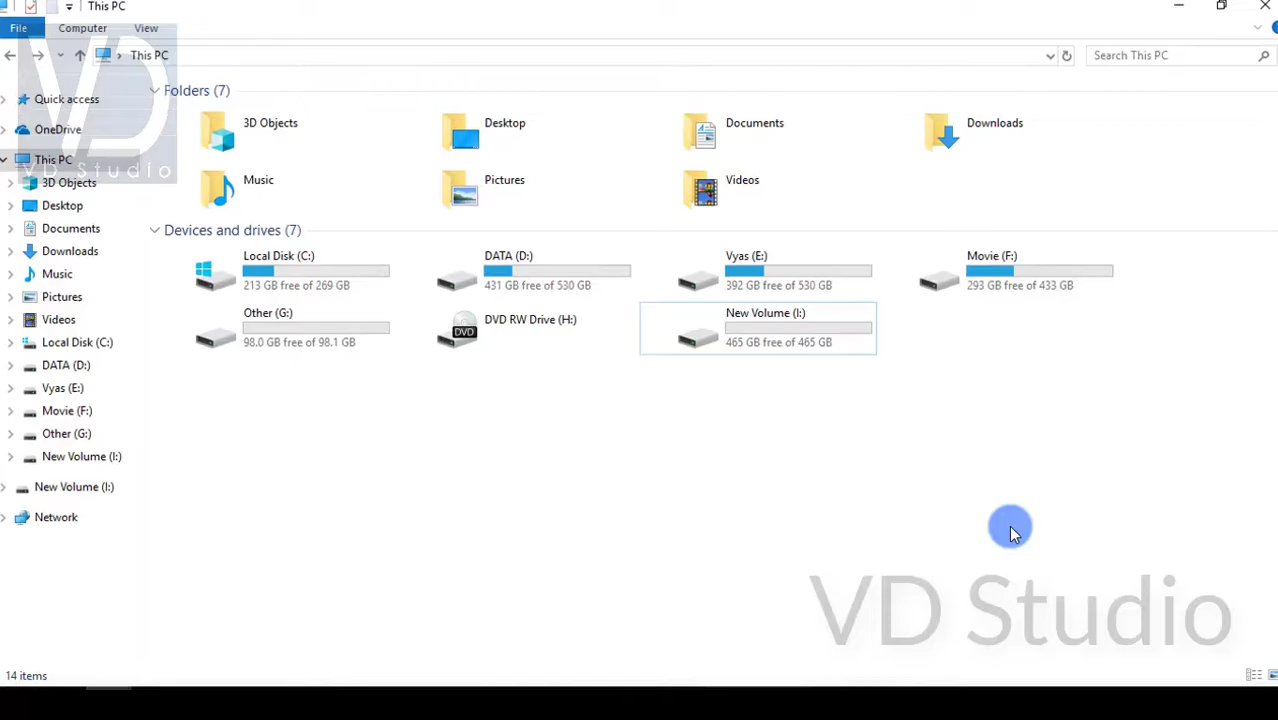 This PC
File Computer View
This PC
Search This PC
VD
VD Studio
Quick access
OneDrive
This PC
3D Objects
Desktop
Documents
Downloads
Music
Pictures
Videos
Local Disk (C:)
DATA (D:)
Vyas (E:)
Movie (F:)
Other (G:)
New Volume (I:)
New Volume (I:)
Network
Folders (7)
3D Objects
Desktop
Documents
Downloads
Music
Pictures
Videos
Devices and drives (7)
Local Disk (C:)
213 GB free of 269 GB
DATA (D:)
431 GB free of 530 GB
Vyas (E:)
392 GB free of 530 GB
Movie (F:)
293 GB free of 433 GB
Other (G:)
98.0 GB free of 98.1 GB
DVD
DVD RW Drive (H:)
New Volume (I:)
465 GB free of 465 GB
VD Studio
14 items